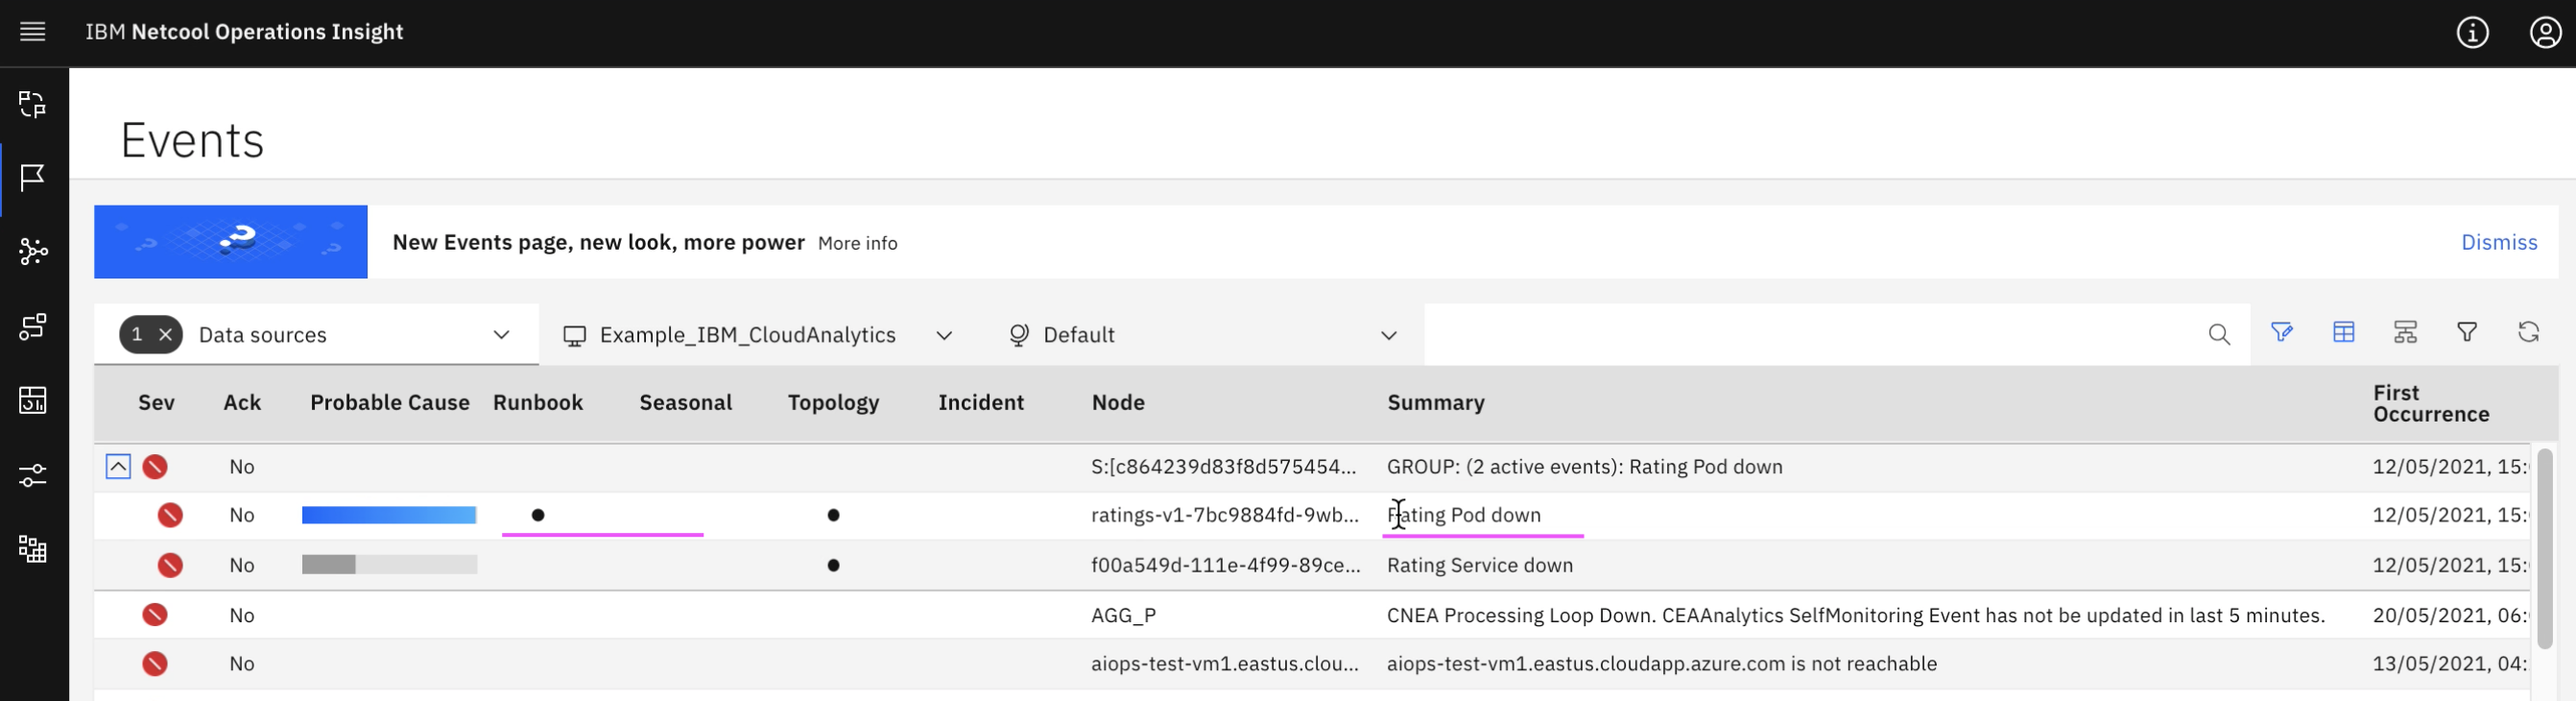 IBM Netcool Operations Insight
Events
New Events page, new look, more power More info Dismiss
1 Data sources Example_IBM_CloudAnalytics Default
Sev Ack Probable Cause Runbook Seasonal Topology Incident Node Summary First Occurrence
No S:[c864239d83f8d575454... GROUP: (2 active events): Rating Pod down 12/05/2021, 15:
No ratings-v1-7bc9884fd-9wb... Rating Pod down 12/05/2021, 15:
No f00a549d-111e-4f99-89ce... Rating Service down 12/05/2021, 15:
No AGG_P CNEA Processing Loop Down. CEAAnalytics SelfMonitoring Event has not be updated in last 5 minutes. 20/05/2021, 06:
No aiops-test-vm1.eastus.clou... aiops-test-vm1.eastus.cloudapp.azure.com is not reachable 13/05/2021, 04: